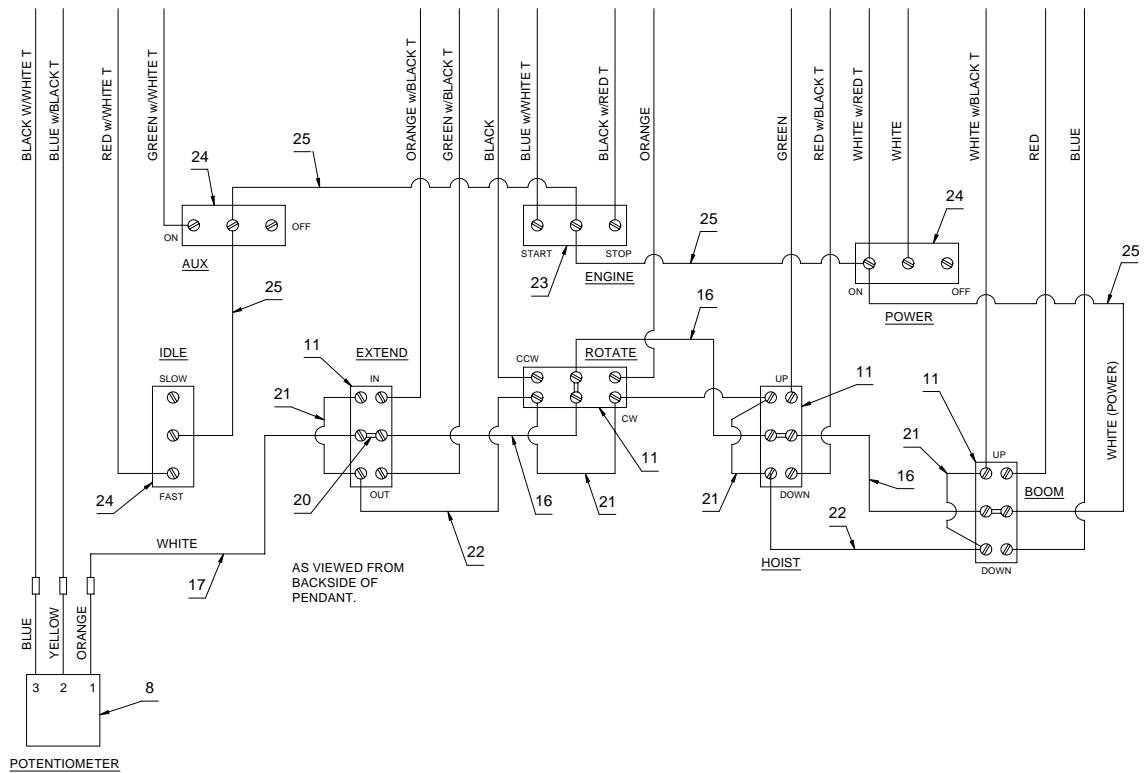 BLACK W/WHITE T
BLUE w/BLACK T
RED w/WHITE T
GREEN w/WHITE T
ORANGE w/BLACK T
GREEN w/BLACK T
BLACK
BLUE w/WHITE T
BLACK w/RED T
ORANGE
GREEN
RED w/BLACK T
WHITE w/RED T
WHITE
WHITE w/BLACK T
RED
BLUE
24
25
ON
OFF
AUX
START
STOP
23
ENGINE
25
24
ON
OFF
POWER
25
25
IDLE
SLOW
FAST
24
11
EXTEND
IN
21
20
OUT
16
22
CCW
ROTATE
CW
11
21
16
UP
11
21
DOWN
HOIST
16
22
11
21
UP
BOOM
DOWN
WHITE (POWER)
WHITE
17
AS VIEWED FROM
BACKSIDE OF
PENDANT.
BLUE
YELLOW
ORANGE
3
2
1
8
POTENTIOMETER